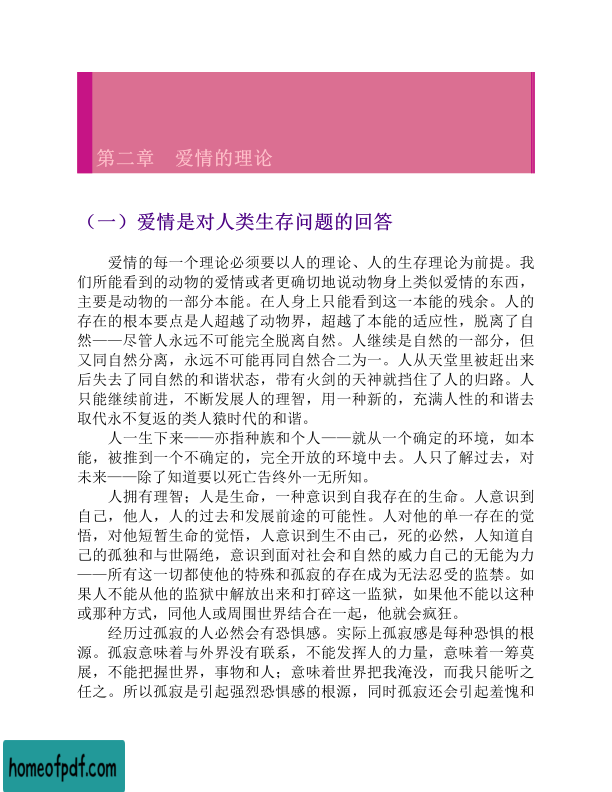 第二章 爱情的理论
（一）爱情是对人类生存问题的回答
爱情的每一个理论必须要以人的理论、人的生存理论为前提。我
们所能看到的动物的爱情或者更确切地说动物身上类似爱情的东西，
主要是动物的一部分本能。在人身上只能看到这一本能的残余。人的
存在的根本要点是人超越了动物界，超越了本能的适应性，脱离了自
然——尽管人永远不可能完全脱离自然。人继续是自然的一部分，但
又同自然分离，永远不可能再同自然合二为一。人从天堂里被赶出来
后失去了同自然的和谐状态，带有火剑的天神就挡住了人的归路。人
只能继续前进，不断发展人的理智，用一种新的，充满人性的和谐去
取代永不复返的类人猿时代的和谐。
人一生下来——亦指种族和个人——就从一个确定的环境，如本
能，被推到一个不确定的，完全开放的环境中去。人只了解过去，对
未来——除了知道要以死亡告终外一无所知。
人拥有理智；人是生命，一种意识到自我存在的生命。人意识到
自己，他人，人的过去和发展前途的可能性。人对他的单一存在的觉
悟，对他短暂生命的觉悟，人意识到生不由己，死的必然，人知道自
己的孤独和与世隔绝，意识到面对社会和自然的威力自己的无能为力
——所有这一切都使他的特殊和孤寂的存在成为无法忍受的监禁。如
果人不能从他的监狱中解放出来和打碎这一监狱，如果他不能以这种
或那种方式，同他人或周围世界结合在一起，他就会疯狂。
经历过孤寂的人必然会有恐惧感。实际上孤寂感是每种恐惧的根
源。孤寂意味着与外界没有联系，不能发挥人的力量，意味着一筹莫
展，不能把握世界，事物和人；意味着世界把我淹没，而我只能听之
任之。所以孤寂是引起强烈恐惧感的根源，同时孤寂还会引起羞愧和
homeofpdf.com